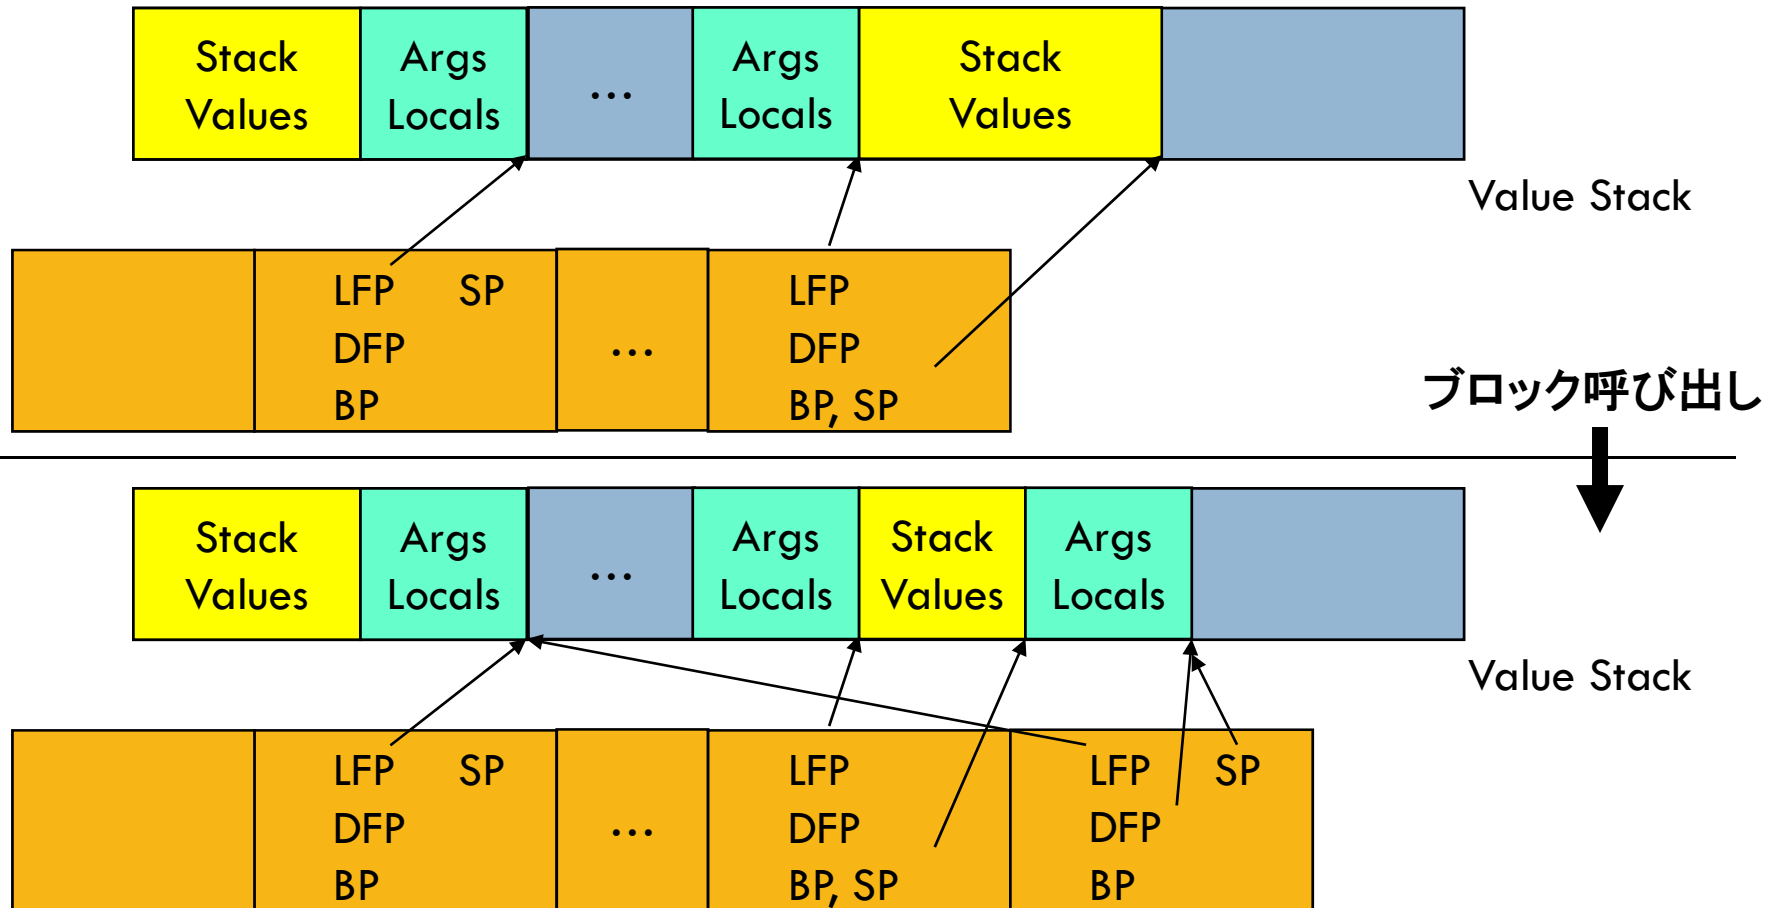 Stack Values
Args Locals
...
Args Locals
Stack Values
Value Stack
LFP SP
DFP
BP
...
LFP
DFP
BP, SP
ブロック呼び出し
Stack Values
Args Locals
...
Args Locals
Stack Values
Args Locals
Value Stack
LFP SP
DFP
BP
...
LFP
DFP
BP, SP
LFP SP
DFP
BP